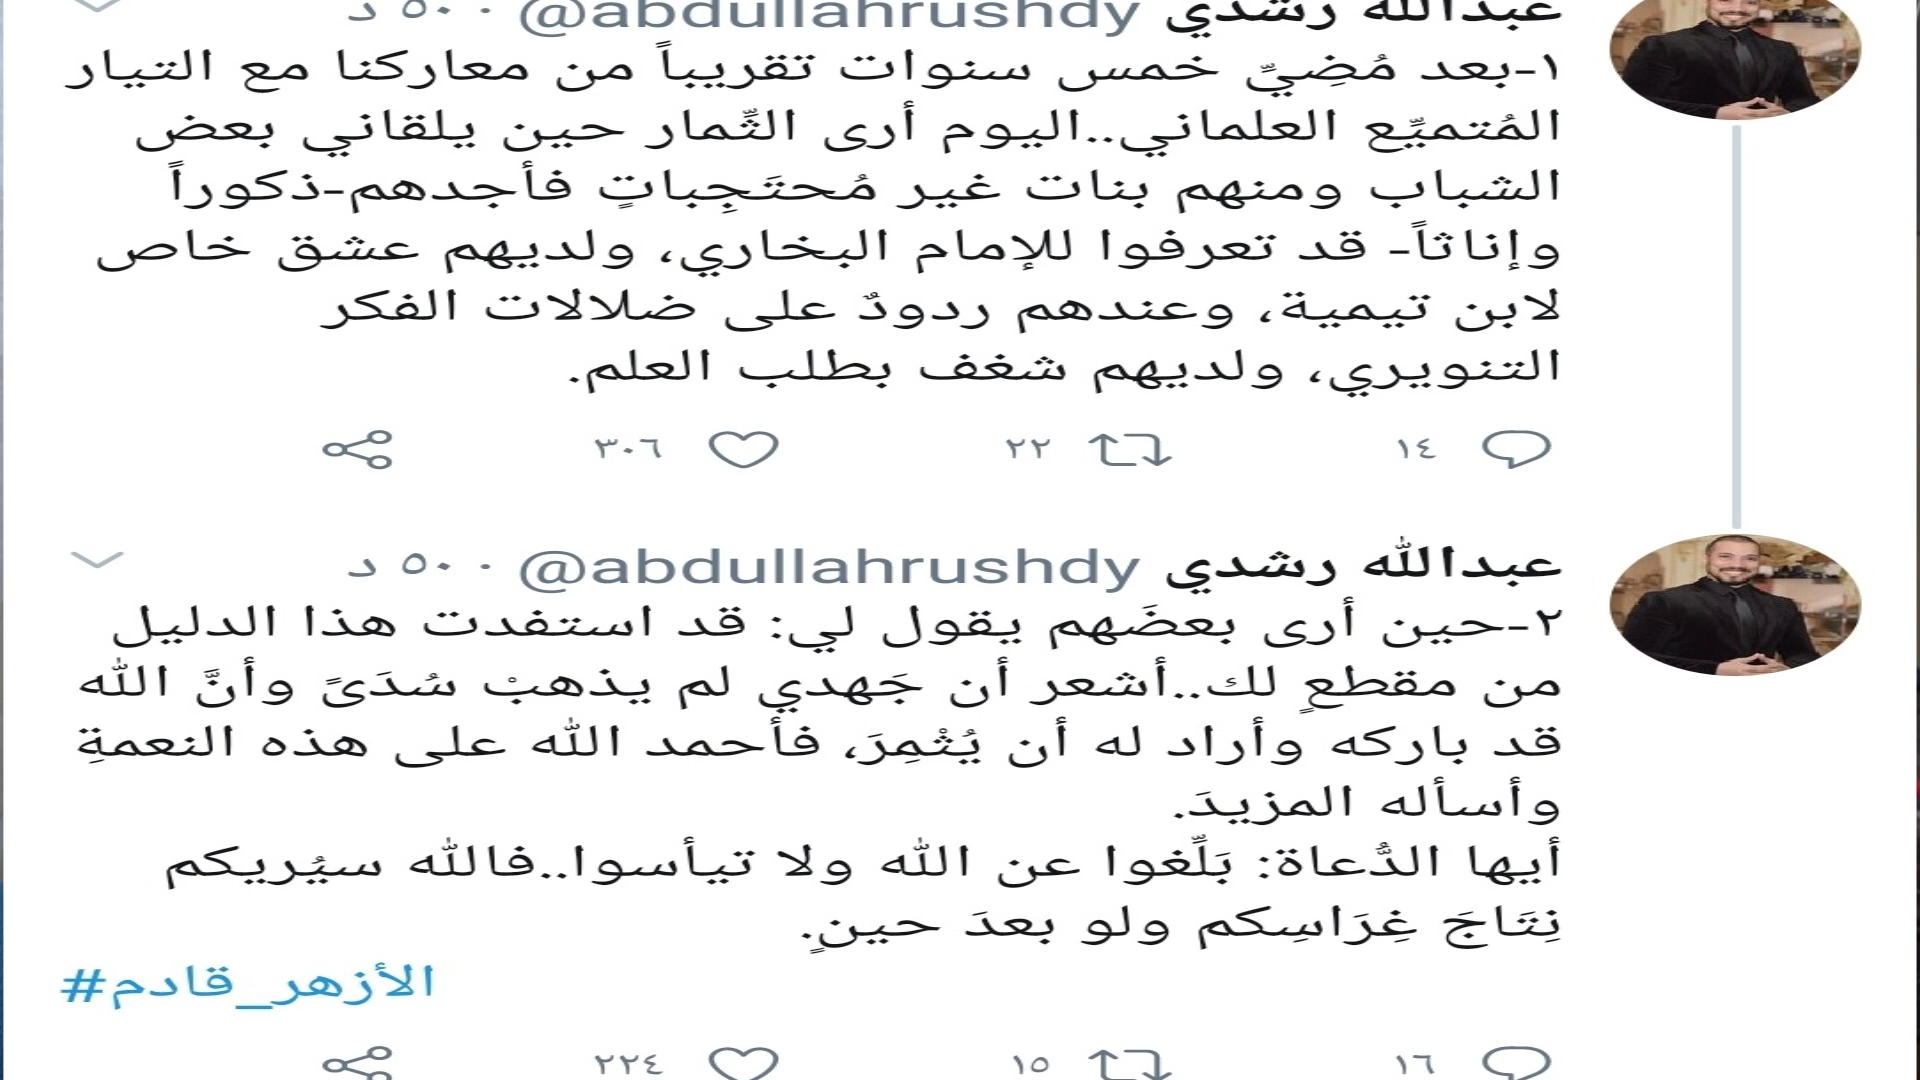 عبدالله رشدي @abdullahrushdy · ٥٠ د
١-بعد مُضِيِّ خمس سنوات تقريباً من معاركنا مع التيار
المُتميِّع العلماني..اليوم أرى الثِّمار حين يلقاني بعض
الشباب ومنهم بنات غير مُحتَجِباتٍ فأجدهم-ذكوراً
وإناثاً- قد تعرفوا للإمام البخاري، ولديهم عشق خاص
لابن تيمية، وعندهم ردودٌ على ضلالات الفكر
التنويري، ولديهم شغف بطلب العلم.
١٤ ٢٢ ٣٠٦
عبدالله رشدي @abdullahrushdy · ٥٠ د
٢-حين أرى بعضَهم يقول لي: قد استفدت هذا الدليل
من مقطعٍ لك..أشعر أن جَهدي لم يذهبْ سُدَىً وأنَّ الله
قد باركه وأراد له أن يُثْمِرَ، فأحمد الله على هذه النعمةِ
وأسأله المزيدَ.
أيها الدُّعاة: بَلِّغوا عن الله ولا تيأسوا..فالله سيُريكم
نِتَاجَ غِرَاسِكم ولو بعدَ حينٍ.
#الأزهر_قادم
١٦ ١٥ ٢٢٤